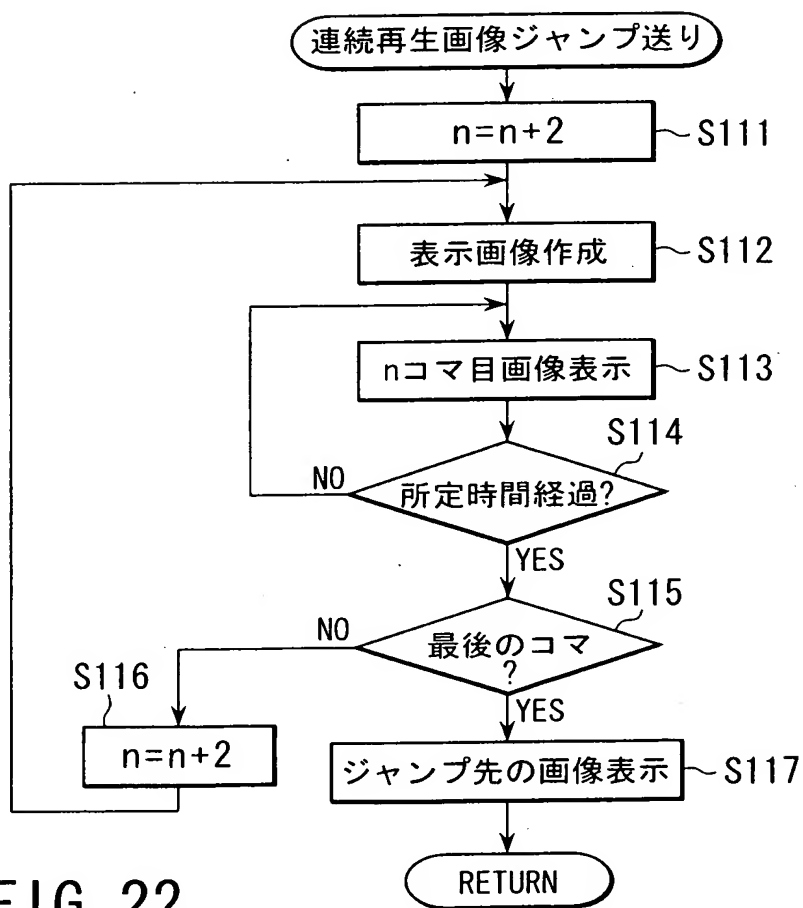 連続再生画像ジャンプ送り
n=n+2
S111
表示画像作成
S112
nコマ目画像表示
S113
S114
NO
所定時間経過?
YES
S115
NO
最後のコマ
?
S116
YES
n=n+2
ジャンプ先の画像表示
S117
RETURN
FIG. 22